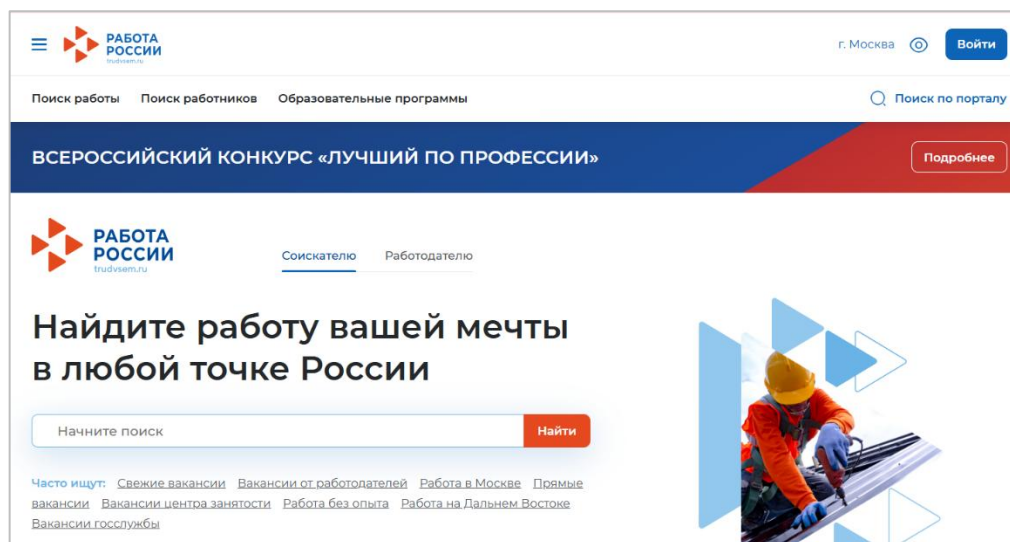 РАБОТА
РОССИИ
trudvsem.ru
г. Москва
Войти
Поиск работы Поиск работников Образовательные программы
Поиск по порталу
ВСЕРОССИЙСКИЙ КОНКУРС «ЛУЧШИЙ ПО ПРОФЕССИИ»
Подробнее
РАБОТА
РОССИИ
trudvsem.ru
Соискателю Работодателю
Найдите работу вашей мечты
в любой точке России
Начните поиск
Найти
Часто ищут: Свежие вакансии Вакансии от работодателей Работа в Москве Прямые
вакансии Вакансии центра занятости Работа без опыта Работа на Дальнем Востоке
Вакансии госслужбы